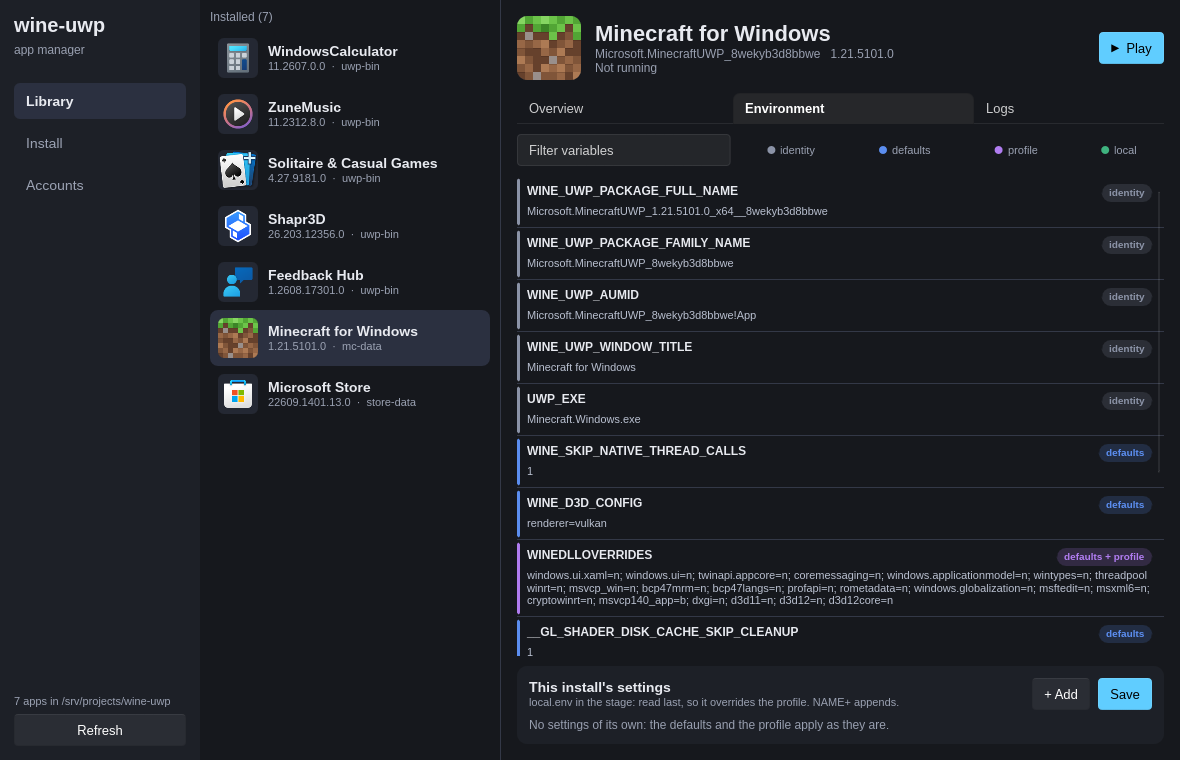 wine-uwp
app manager
Library
Install
Accounts
7 apps in /srv/projects/wine-uwp
Refresh
Installed (7)
WindowsCalculator
11.2607.0.0 · uwp-bin
ZuneMusic
11.2312.8.0 · uwp-bin
Solitaire & Casual Games
4.27.9181.0 · uwp-bin
Shapr3D
26.203.12356.0 · uwp-bin
Feedback Hub
1.2608.17301.0 · uwp-bin
Minecraft for Windows
1.21.5101.0 · mc-data
Microsoft Store
22609.1401.13.0 · store-data
Minecraft for Windows
Microsoft.MinecraftUWP_8wekyb3d8bbwe 1.21.5101.0
Not running
Play
Overview Environment Logs
Filter variables identity defaults profile local
WINE_UWP_PACKAGE_FULL_NAME identity
Microsoft.MinecraftUWP_1.21.5101.0_x64__8wekyb3d8bbwe
WINE_UWP_PACKAGE_FAMILY_NAME identity
Microsoft.MinecraftUWP_8wekyb3d8bbwe
WINE_UWP_AUMID identity
Microsoft.MinecraftUWP_8wekyb3d8bbwe!App
WINE_UWP_WINDOW_TITLE identity
Minecraft for Windows
UWP_EXE identity
Minecraft.Windows.exe
WINE_SKIP_NATIVE_THREAD_CALLS defaults
1
WINE_D3D_CONFIG defaults
renderer=vulkan
WINEDLLOVERRIDES defaults + profile
windows.ui.xaml=n; windows.ui=n; twinapi.appcore=n; coremessaging=n; windows.applicationmodel=n; wintypes=n; threadpool
winrt=n; msvcp_win=n; bcp47mrm=n; bcp47langs=n; profapi=n; rometadata=n; windows.globalization=n; msftedit=n; msxml6=n;
cryptowinrt=n; msvcp140_app=b; dxgi=n; d3d11=n; d3d12=n; d3d12core=n
__GL_SHADER_DISK_CACHE_SKIP_CLEANUP defaults
1
This install's settings
local.env in the stage: read last, so it overrides the profile. NAME+ appends.
+ Add Save
No settings of its own: the defaults and the profile apply as they are.